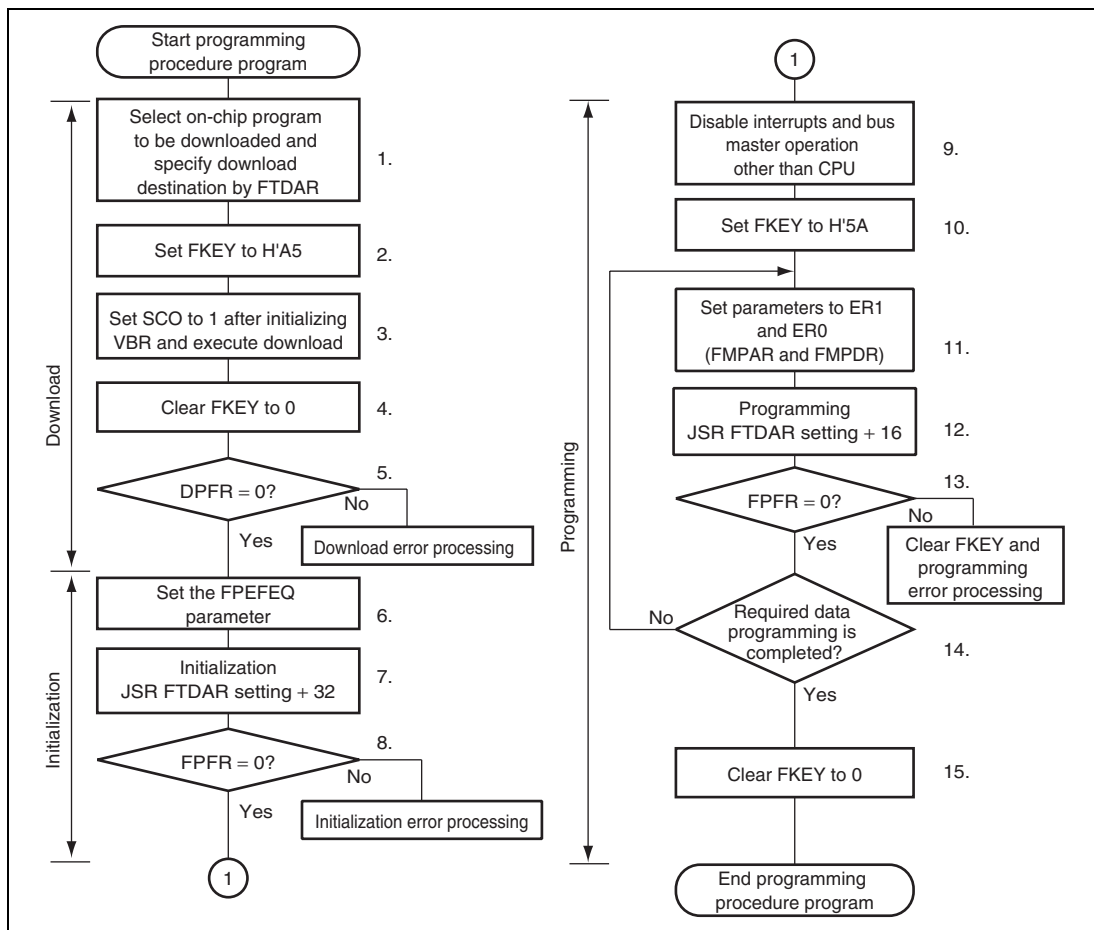 Start programming
procedure program
Download
Select on-chip program
to be downloaded and
specify download
destination by FTDAR
1.
Set FKEY to H'A5
2.
Set SCO to 1 after initializing
VBR and execute download
3.
Clear FKEY to 0
4.
DPFR = 0?
5.
No
Yes
Download error processing
Initialization
Set the FPEFEQ
parameter
6.
Initialization
JSR FTDAR setting + 32
7.
FPFR = 0?
8.
No
Yes
Initialization error processing
1
1
Programming
Disable interrupts and bus
master operation
other than CPU
9.
Set FKEY to H'5A
10.
Set parameters to ER1
and ER0
(FMPAR and FMPDR)
11.
Programming
JSR FTDAR setting + 16
12.
FPFR = 0?
13.
No
Yes
Clear FKEY and
programming
error processing
Required data
programming is
completed?
No
14.
Yes
Clear FKEY to 0
15.
End programming
procedure program